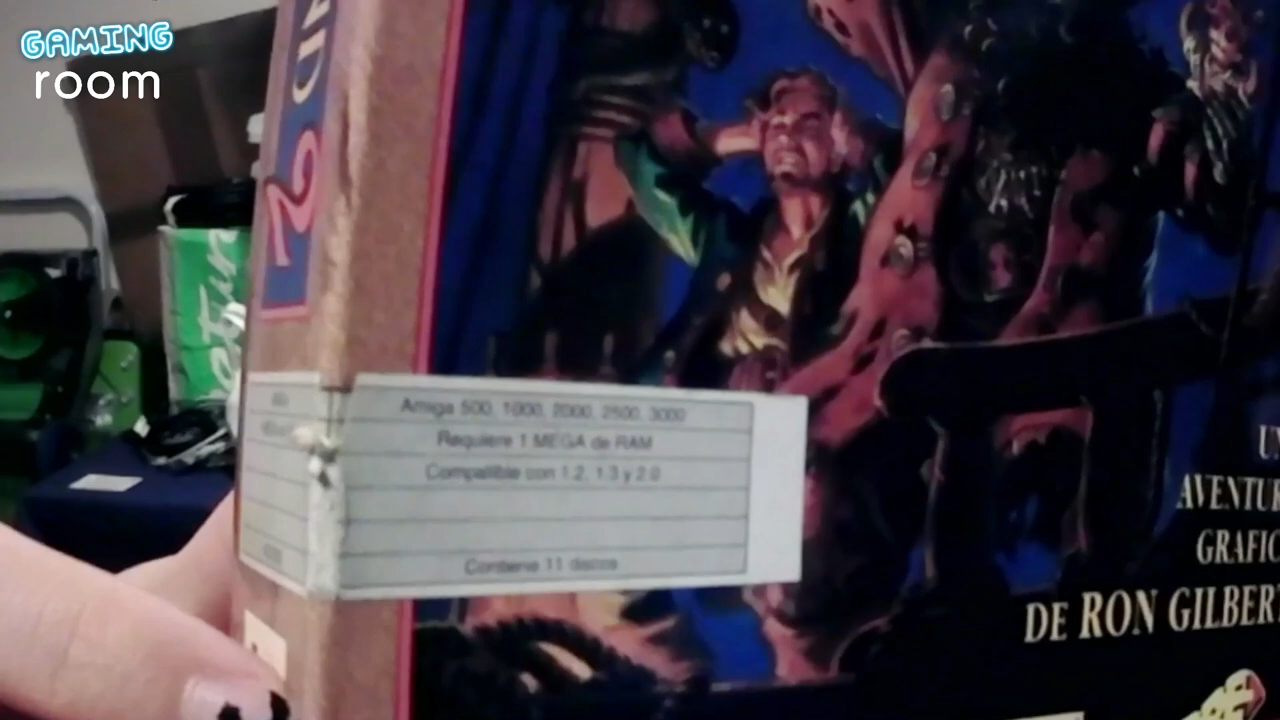 GAMING
room
2
Amiga 500, 1000, 2000, 2500, 3000
Requiere 1 MEGA de RAM
Compatible con 1.2, 1.3 y 2.0
Contiene 11 discos
AVENTUR
GRAFIC
DE RON GILBERT